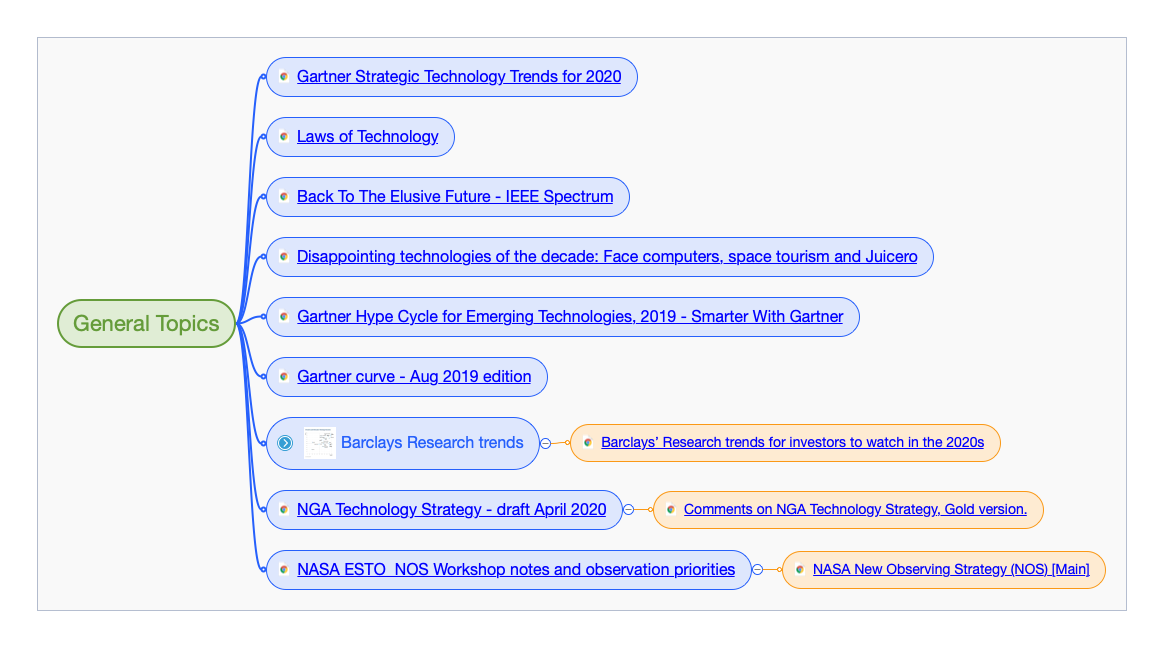 Gartner Strategic Technology Trends for 2020
Laws of Technology
Back To The Elusive Future - IEEE Spectrum
Disappointing technologies of the decade: Face computers, space tourism and Juicero
General Topics
Gartner Hype Cycle for Emerging Technologies, 2019 - Smarter With Gartner
Gartner curve - Aug 2019 edition
Barclays Research trends
Barclays’ Research trends for investors to watch in the 2020s
NGA Technology Strategy - draft April 2020
Comments on NGA Technology Strategy, Gold version.
NASA ESTO  NOS Workshop notes and observation priorities
NASA New Observing Strategy (NOS) [Main]